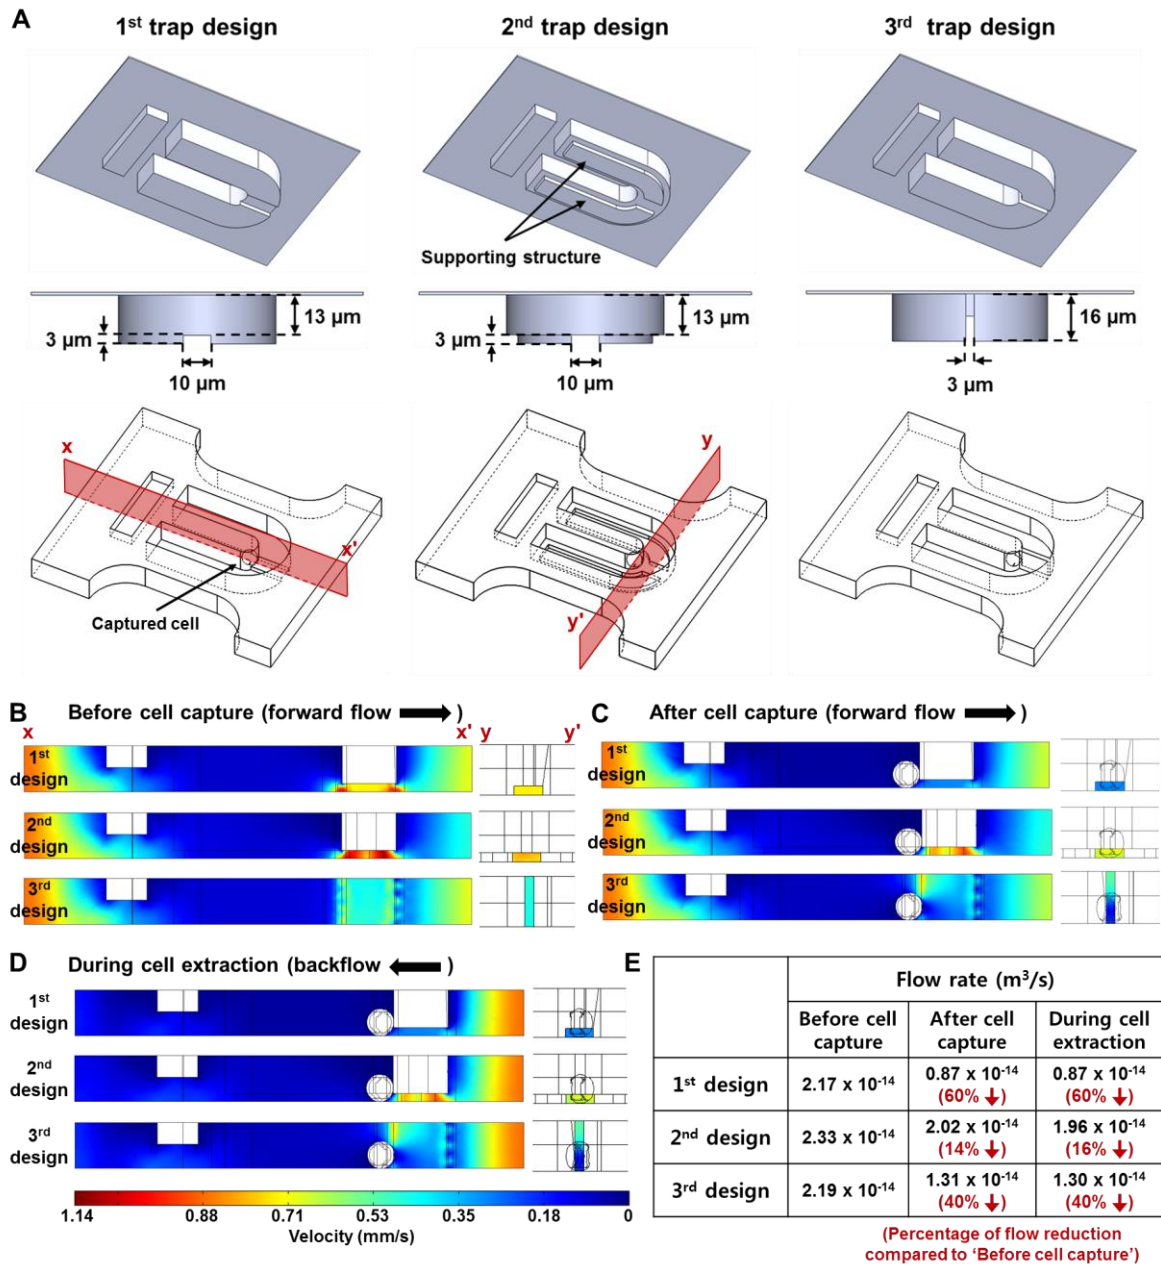 A
1st trap design
2nd trap design
3rd trap design
Supporting structure
13 µm
3 µm
10 µm
13 µm
3 µm
10 µm
16 µm
3 µm
x
x'
Captured cell
y
y'
B Before cell capture (forward flow )
x x' y y'
1st design
2nd design
3rd design
C After cell capture (forward flow )
1st design
2nd design
3rd design
D During cell extraction (backflow )
1st design
2nd design
3rd design
1.14 0.88 0.71 0.53 0.35 0.18 0
Velocity (mm/s)
E
Flow rate (m³/s)
Before cell capture After cell capture During cell extraction
1st design 2.17 x 10⁻¹⁴ 0.87 x 10⁻¹⁴ (60% ↓) 0.87 x 10⁻¹⁴ (60% ↓)
2nd design 2.33 x 10⁻¹⁴ 2.02 x 10⁻¹⁴ (14% ↓) 1.96 x 10⁻¹⁴ (16% ↓)
3rd design 2.19 x 10⁻¹⁴ 1.31 x 10⁻¹⁴ (40% ↓) 1.30 x 10⁻¹⁴ (40% ↓)
(Percentage of flow reduction
compared to 'Before cell capture')